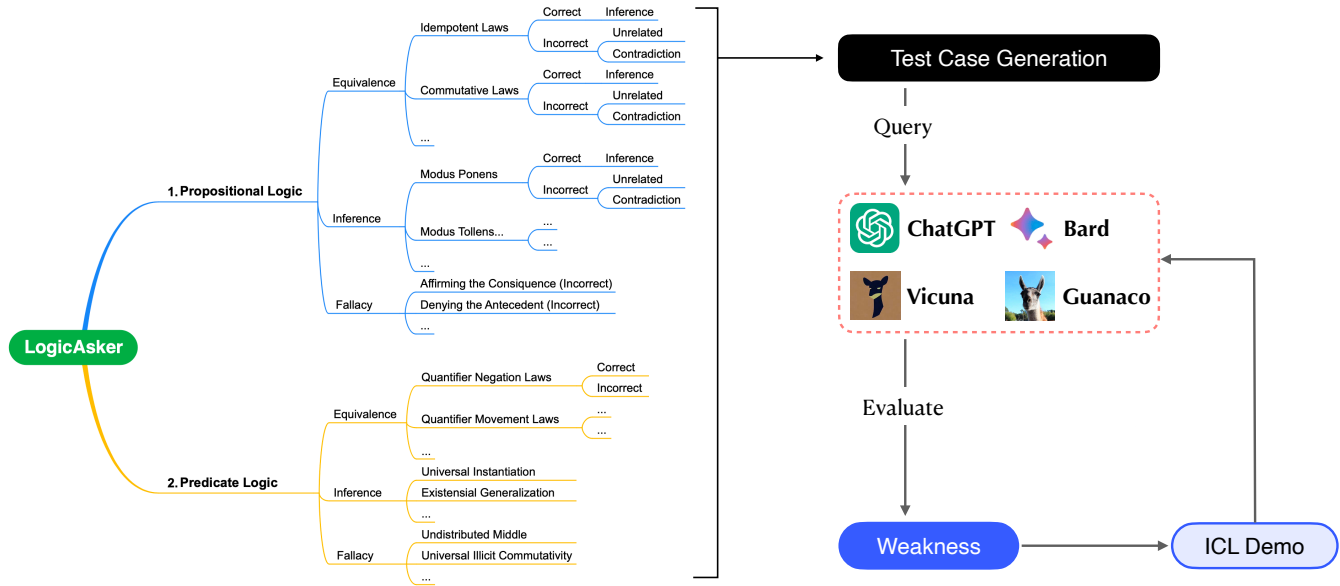 LogicAsker
1. Propositional Logic
Equivalence
Idempotent Laws
Correct
Inference
Incorrect
Unrelated
Contradiction
Commutative Laws
Correct
Inference
Incorrect
Unrelated
Contradiction
...
Inference
Modus Ponens
Correct
Inference
Incorrect
Unrelated
Contradiction
Modus Tollens...
...
...
...
Fallacy
Affirming the Consiquence (Incorrect)
Denying the Antecedent (Incorrect)
...
2. Predicate Logic
Equivalence
Quantifier Negation Laws
Correct
Incorrect
Quantifier Movement Laws
...
...
...
Inference
Universal Instantiation
Existensial Generalization
...
Fallacy
Undistributed Middle
Universal Illicit Commutativity
...
Test Case Generation
Query
ChatGPT
Bard
Vicuna
Guanaco
Evaluate
Weakness
ICL Demo